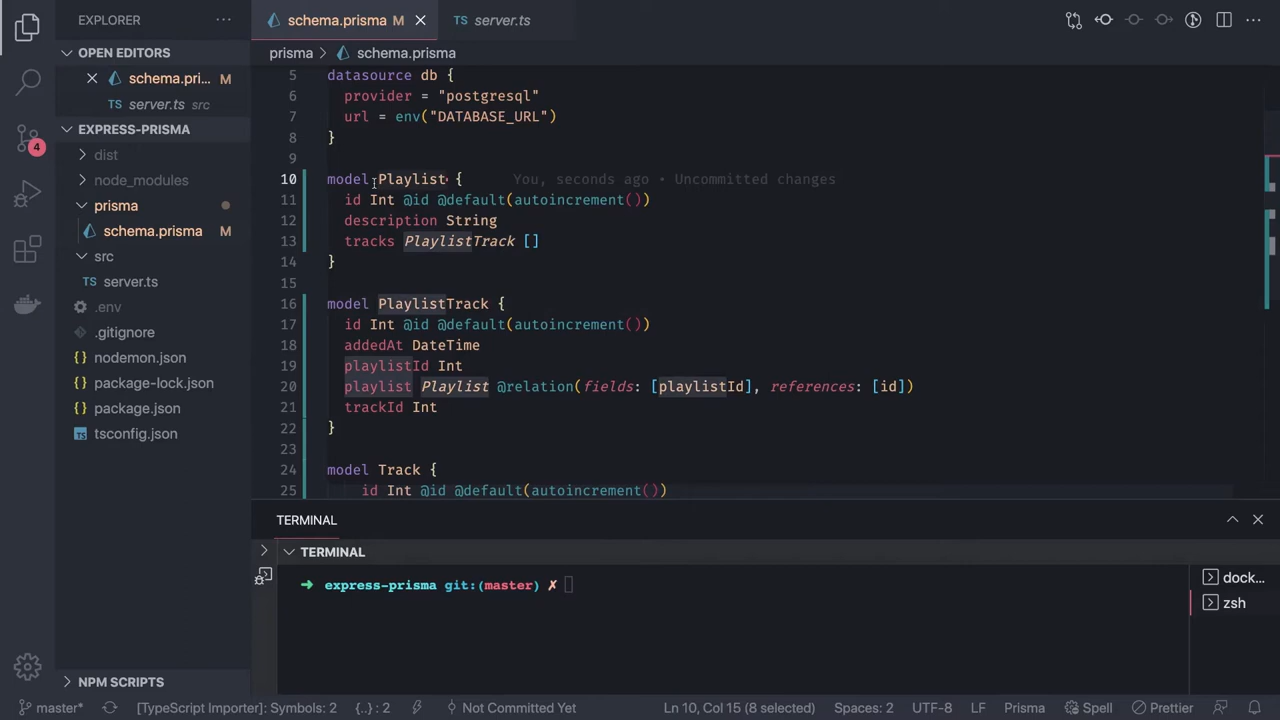 EXPLORER
OPEN EDITORS
schema.pri... M
server.ts src
EXPRESS-PRISMA
dist
node_modules
prisma
schema.prisma M
src
TS server.ts
.env
.gitignore
{} nodemon.json
{} package-lock.json
{} package.json
TS tsconfig.json
NPM SCRIPTS
4
schema.prisma M
TS server.ts
prisma > schema.prisma
5 datasource db {
6 provider = "postgresql"
7 url = env("DATABASE_URL")
8 }
9
10 model Playlist { You, seconds ago • Uncommitted changes
11 id Int @id @default(autoincrement())
12 description String
13 tracks PlaylistTrack []
14 }
15
16 model PlaylistTrack {
17 id Int @id @default(autoincrement())
18 addedAt DateTime
19 playlistId Int
20 playlist Playlist @relation(fields: [playlistId], references: [id])
21 trackId Int
22 }
23
24 model Track {
25 id Int @id @default(autoincrement())
TERMINAL
TERMINAL
➜ express-prisma git:(master) ✗
dock...
zsh
master* [TypeScript Importer]: Symbols: 2 {..} : 2 Not Committed Yet Ln 10, Col 15 (8 selected) Spaces: 2 UTF-8 LF Prisma Spell Prettier